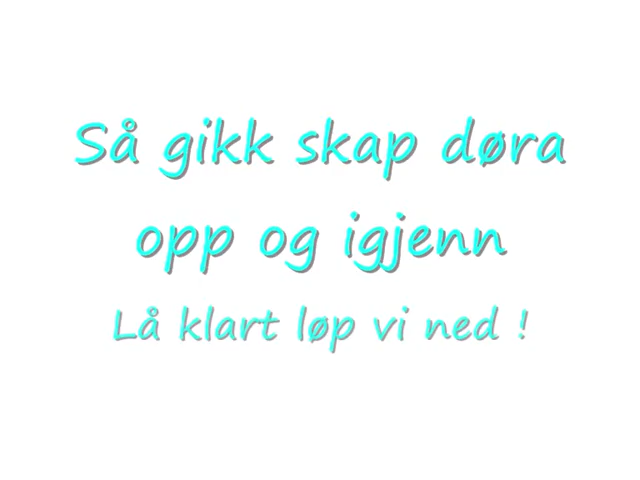 Så gikk skap døra
opp og igjenn
Lå klart løp vi ned !